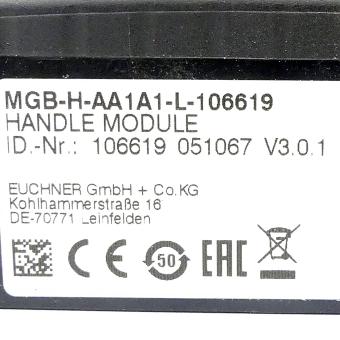 MGB-H-AA1A1-L-106619
HANDLE MODULE
ID.-Nr.: 106619 051067 V3.0.1
EUCHNER GmbH + Co.KG
Kohlhammerstraße 16
DE-70771 Leinfelden
CE 50 EAC